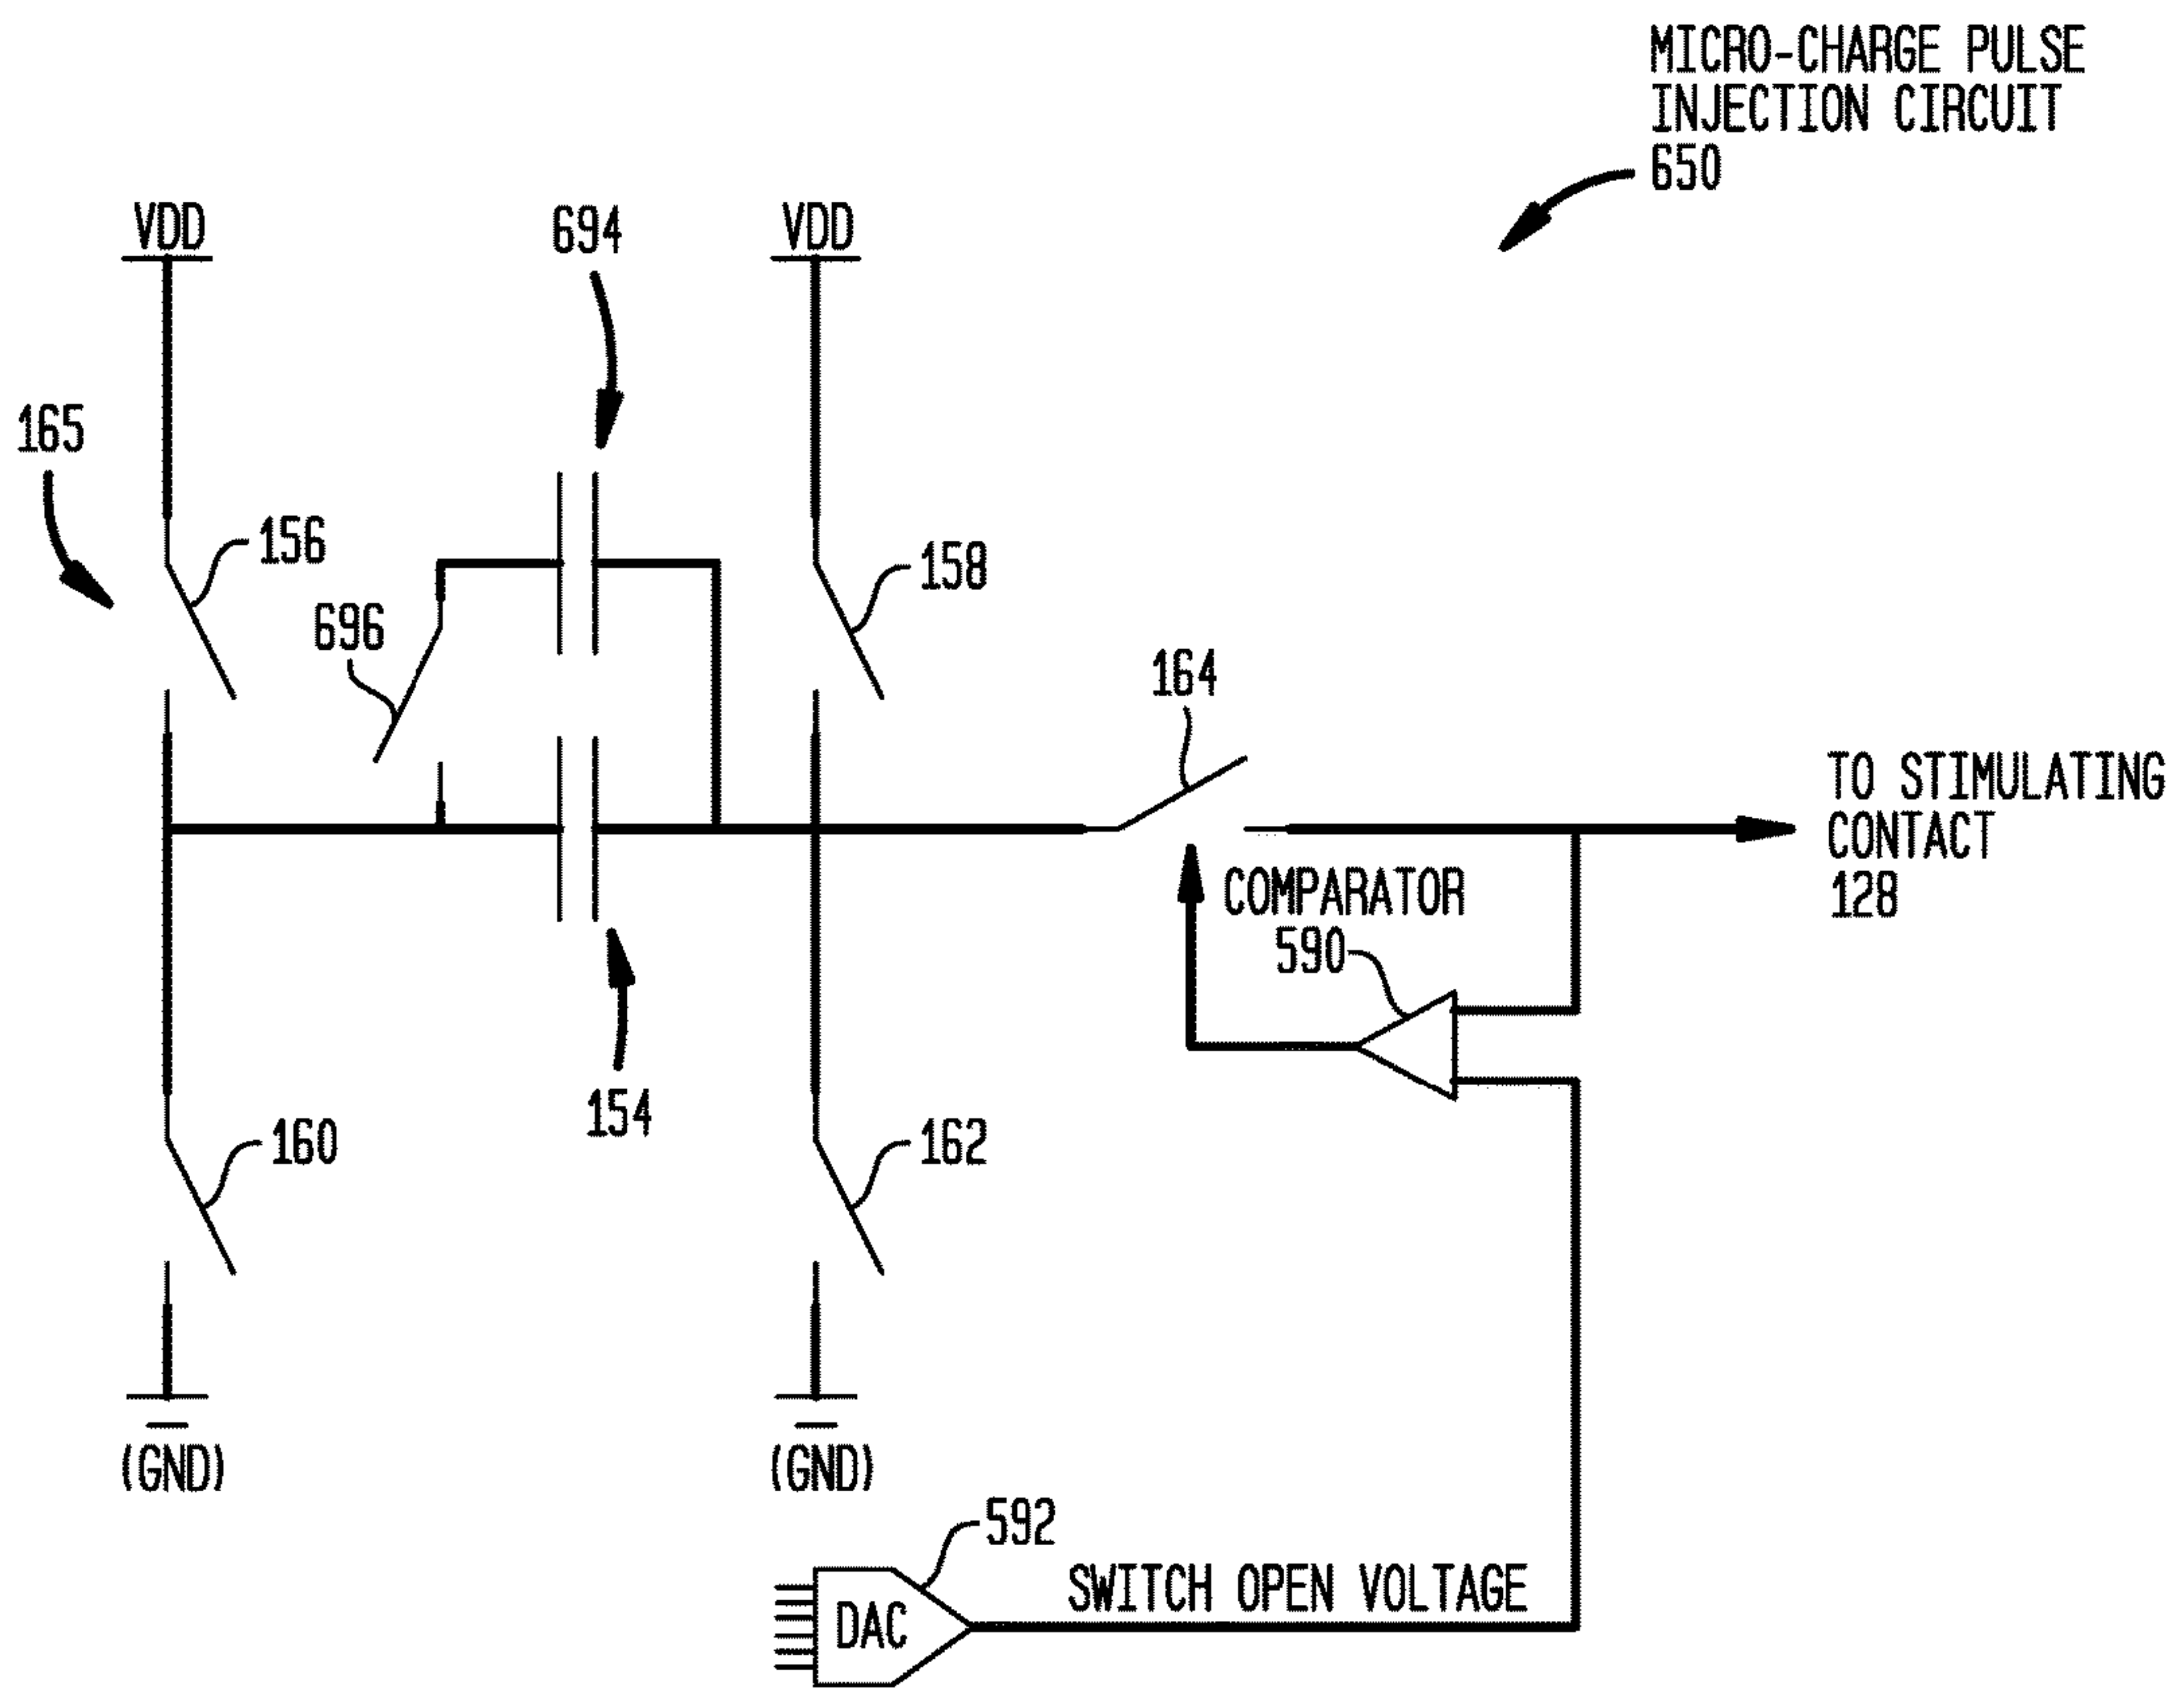 MICRO-CHARGE PULSE
INJECTION CIRCUIT
650
VDD
694
VDD
165
156
158
696
164
TO STIMULATING
CONTACT
128
COMPARATOR
590
154
160
162
(GND)
(GND)
592
SWITCH OPEN VOLTAGE
DAC